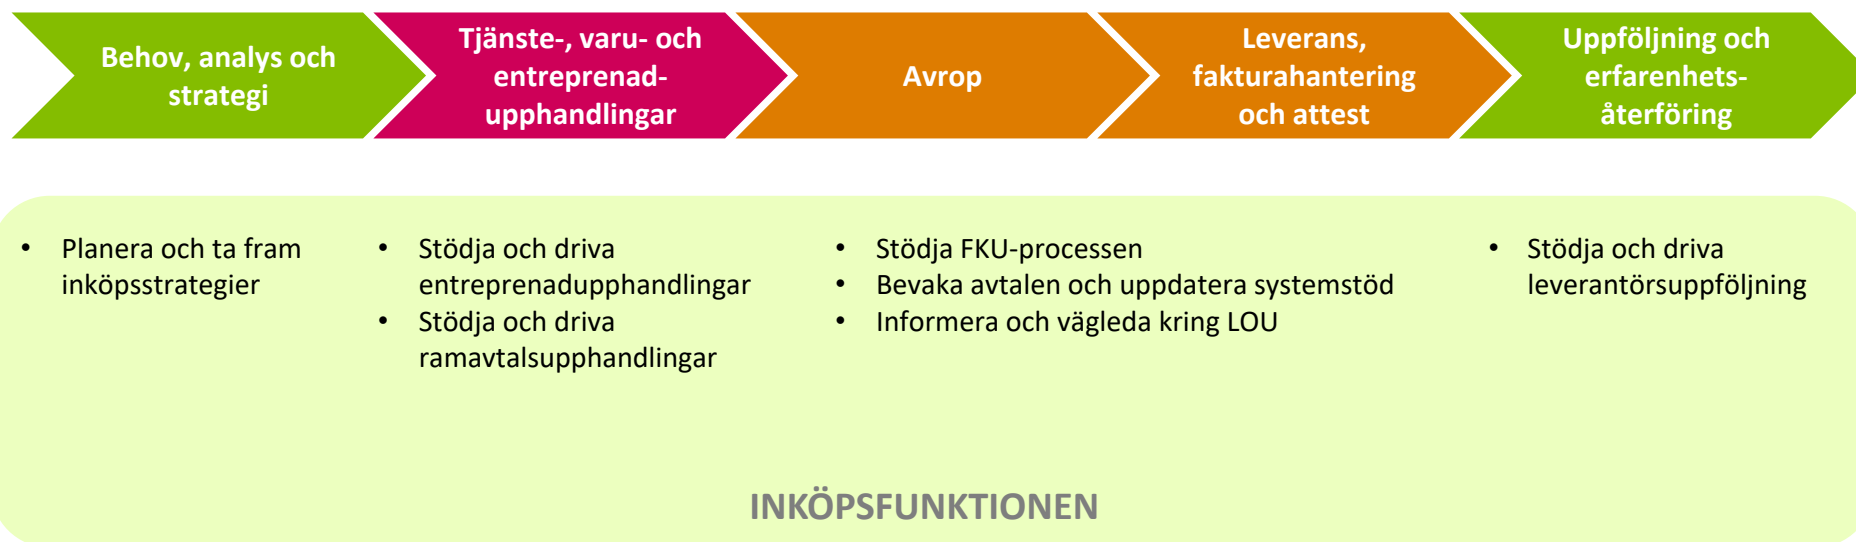 Behov, analys och
strategi
Tjänste-, varu- och
entreprenad-
upphandlingar
Avrop
Leverans,
fakturahantering
och attest
Uppföljning och
erfarenhets-
återföring
• Planera och ta fram
inköpsstrategier
• Stödja och driva
entreprenadupphandlingar
• Stödja och driva
ramavtalsupphandlingar
• Stödja FKU-processen
• Bevaka avtalen och uppdatera systemstöd
• Informera och vägleda kring LOU
• Stödja och driva
leverantörsuppföljning
INKÖPSFUNKTIONEN